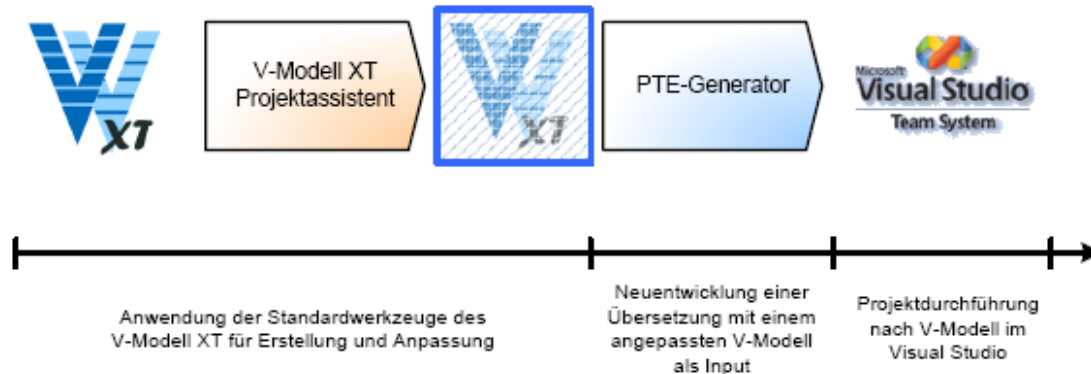 XT
V-Modell XT
Projektassistent
XT
PTE-Generator
Microsoft
Visual Studio
Team System
Anwendung der Standardwerkzeuge des
V-Modell XT für Erstellung und Anpassung
Neuentwicklung einer
Übersetzung mit einem
angepassten V-Modell
als Input
Projektdurchführung
nach V-Modell im
Visual Studio